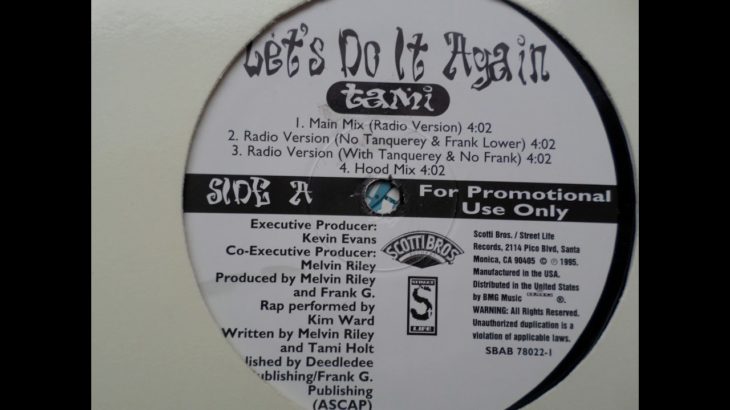 Let's Do It Again
tami
1. Main Mix (Radio Version) 4:02
2. Radio Version (No Tanquerey & Frank Lower) 4:02
3. Radio Version (With Tanquerey & No Frank) 4:02
4. Hood Mix 4:02
SIDE A
For Promotional
Use Only
Executive Producer:
Kevin Evans
Co-Executive Producer:
Melvin Riley
Produced by Melvin Riley
and Frank G.
Rap performed by
Kim Ward
Written by Melvin Riley
and Tami Holt
lished by Deedledee
ublishing/Frank G.
Publishing
(ASCAP)
SCOTTI BROS.
STREET
S
LIFE
Scotti Bros. / Street Life
Records, 2114 Pico Blvd, Santa
Monica, CA 90405 © ℗ 1995.
Manufactured in the USA.
Distributed in the United States
by BMG Music ®.
WARNING: All Rights Reserved.
Unauthorized duplication is a
violation of applicable laws.
SBAB 78022-1